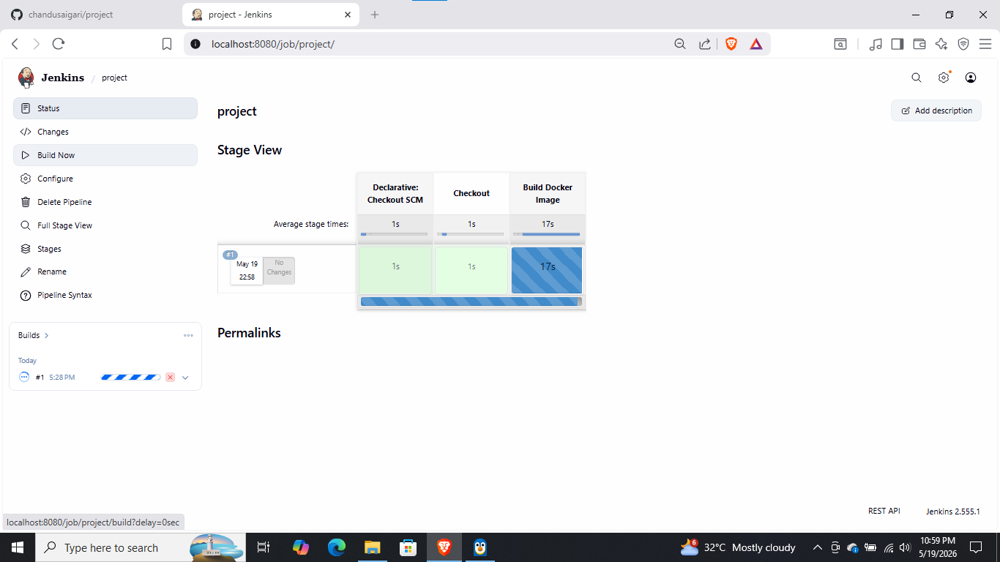 chandusaigari/project
project - Jenkins
localhost:8080/job/project/
Jenkins / project
Status
Changes
Build Now
Configure
Delete Pipeline
Full Stage View
Stages
Rename
Pipeline Syntax
Builds
Today
#1 5:28 PM
project
Add description
Stage View
Declarative:
Checkout SCM
Checkout
Build Docker
Image
Average stage times:
1s
1s
17s
#1
May 19
22:58
No
Changes
1s
1s
17s
Permalinks
REST API
Jenkins 2.555.1
localhost:8080/job/project/build?delay=0sec
Type here to search
6
32°C Mostly cloudy
10:59 PM
5/19/2026